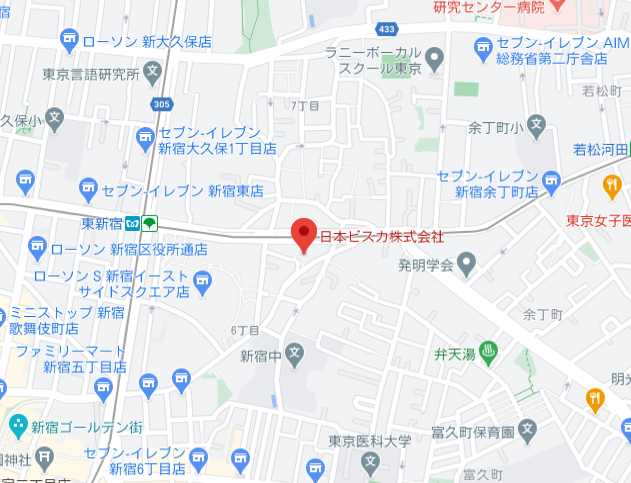 研究センター病院
433
ローソン 新大久保店
ラニーボーカル
スクール東京
セブン-イレブン AIM
総務省第二庁舎店
東京言語研究所
305
7丁目
若松町
久保小
セブン-イレブン
新宿大久保1丁目店
余丁町小
若松河田
セブン-イレブン 新宿東店
セブン-イレブン
新宿余丁町店
東新宿
日本ビスカ株式会社
東京女子医
ローソン 新宿区役所通店
発明学会
ローソン S 新宿イースト
サイドスクエア店
ミニストップ 新宿
歌舞伎町店
6丁目
余丁町
ファミリーマート
新宿五丁目店
新宿中
弁天湯
明光
新宿ゴールデン街
東京医科大学
富久町保育園
園神社
セブン-イレブン
新宿6丁目店
富久町